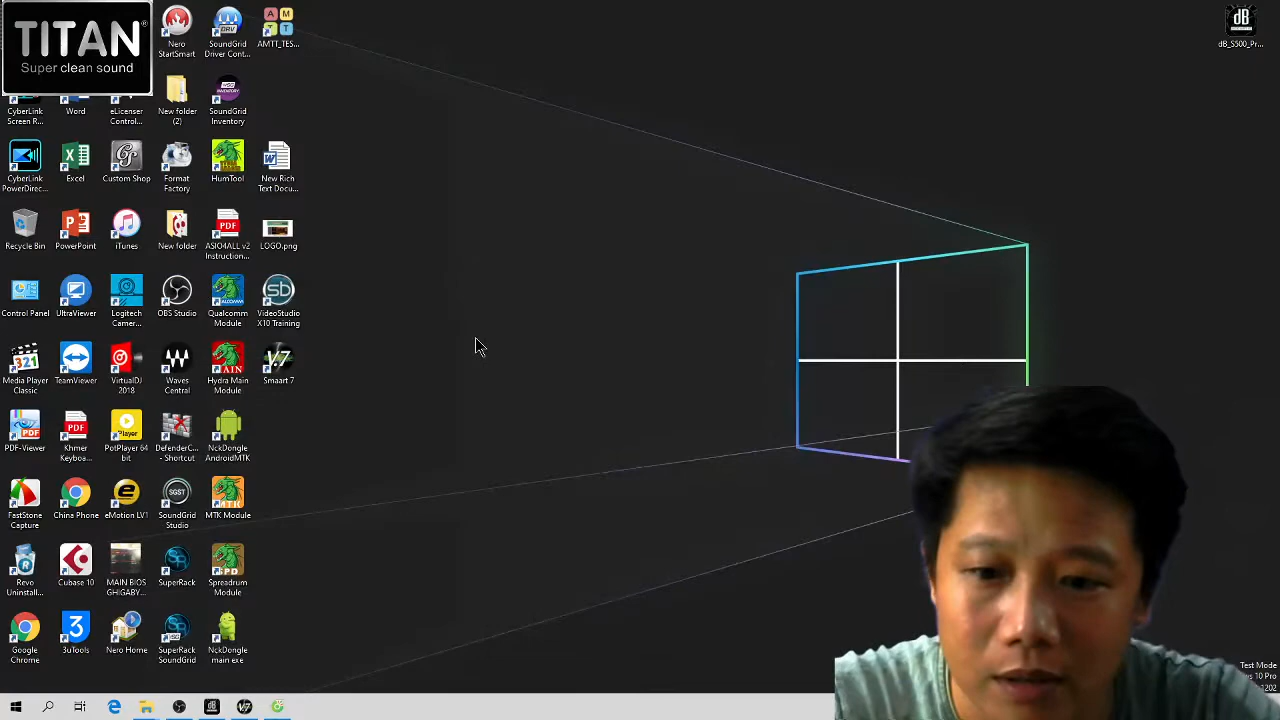 TITAN®
Super clean sound
Nero
StartSmart
SoundGrid
Driver Cont...
AMTT_TES...
dB_S500_Pr...
CyberLink
Screen R...
Word
eLicenser
Control...
New folder
(2)
SoundGrid
Inventory
CyberLink
PowerDirec...
Excel
Custom Shop
Format
Factory
HumTool
New Rich
Text Docu...
Recycle Bin
PowerPoint
iTunes
New folder
ASIO4ALL v2
Instruction...
LOGO.png
Control Panel
UltraViewer
Logitech
Camer...
OBS Studio
Qualcomm
Module
VideoStudio
X10 Training
Media Player
Classic
TeamViewer
VirtualDJ
2018
Waves
Central
Hydra Main
Module
Smaart 7
PDF-Viewer
Khmer
Keyboa...
PotPlayer 64
bit
DefenderC...
- Shortcut
NckDongle
AndroidMTK
FastStone
Capture
China Phone
eMotion LV1
SoundGrid
Studio
MTK Module
Revo
Uninstall...
Cubase 10
MAIN BIOS
GHIGABY...
SuperRack
Spreadrum
Module
Google
Chrome
3uTools
Nero Home
SuperRack
SoundGrid
NckDongle
main exe
Test Mode
10 Pro
1202